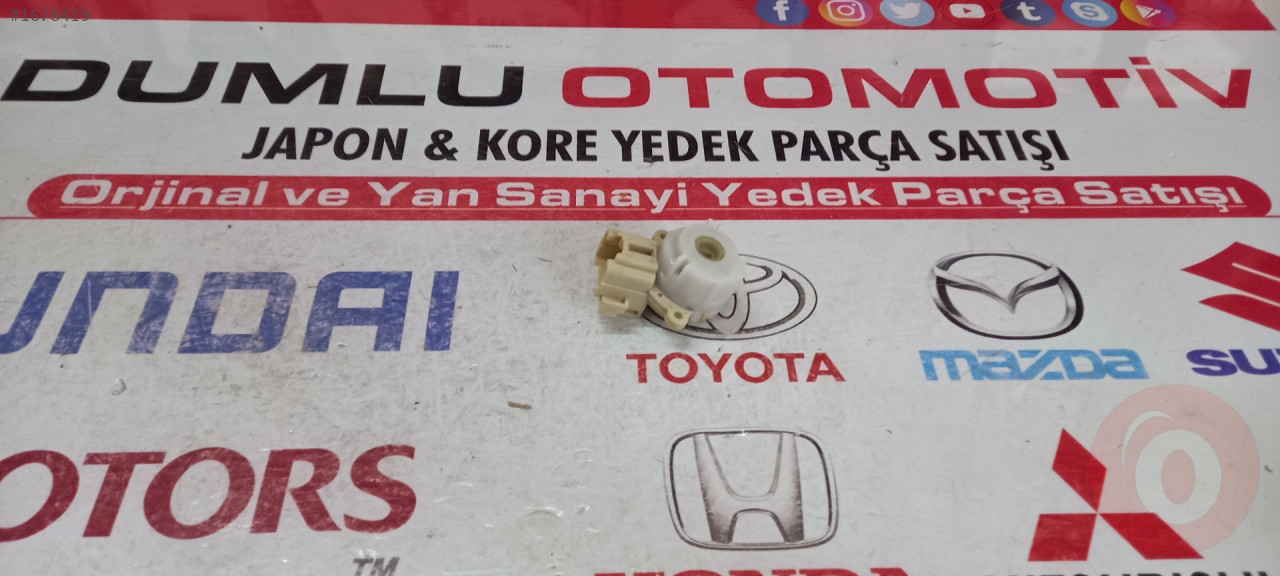 DUMLU OTOMOTİV
JAPON & KORE YEDEK PARÇA SATIŞI
Orjinal ve Yan Sanayi Yedek Parça Satışı
UNDAI
TOYOTA
mazda
SU
OTORS
TM
HONDA